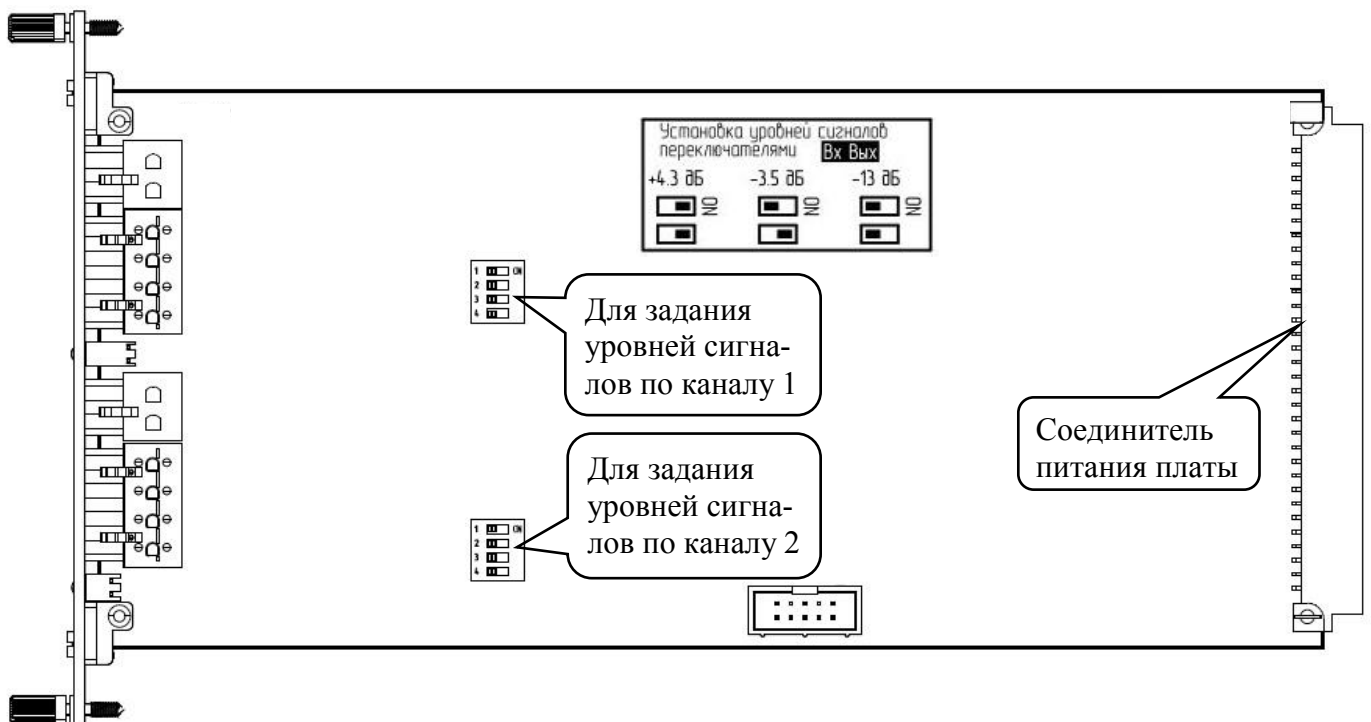 Установка уровней сигналов
переключателями Вх Вых
+4.3 дБ -3.5 дБ -13 дБ
ON ON ON
1 ON
2
3
4
Для задания
уровней сигна-
лов по каналу 1
Соединитель
питания платы
Для задания
уровней сигна-
лов по каналу 2
1 ON
2
3
4